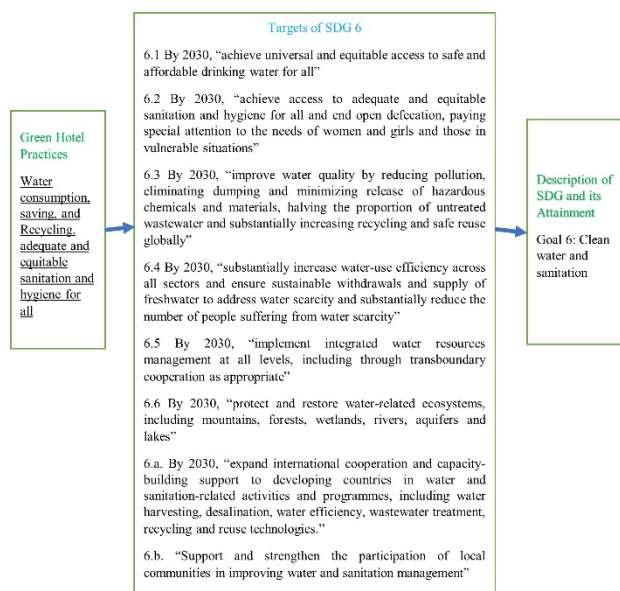 Targets of SDG 6
6.1 By 2030, “achieve universal and equitable access to safe and
affordable drinking water for all”
6.2 By 2030, “achieve access to adequate and equitable
sanitation and hygiene for all and end open defecation, paying
special attention to the needs of women and girls and those in
vulnerable situations”
6.3 By 2030, “improve water quality by reducing pollution,
eliminating dumping and minimizing release of hazardous
chemicals and materials, halving the proportion of untreated
wastewater and substantially increasing recycling and safe reuse
globally”
6.4 By 2030, “substantially increase water-use efficiency across
all sectors and ensure sustainable withdrawals and supply of
freshwater to address water scarcity and substantially reduce the
number of people suffering from water scarcity”
6.5 By 2030, “implement integrated water resources
management at all levels, including through transboundary
cooperation as appropriate”
6.6 By 2030, “protect and restore water-related ecosystems,
including mountains, forests, wetlands, rivers, aquifers and
lakes”
6.a. By 2030, “expand international cooperation and capacity-
building support to developing countries in water and
sanitation-related activities and programmes, including water
harvesting, desalination, water efficiency, wastewater treatment,
recycling and reuse technologies.”
6.b. “Support and strengthen the participation of local
communities in improving water and sanitation management”
Green Hotel
Practices
Water
consumption,
saving, and
Recycling.
adequate and
equitable
sanitation and
hygiene for
all
Description of
SDG and its
Attainment
Goal 6: Clean
water and
sanitation